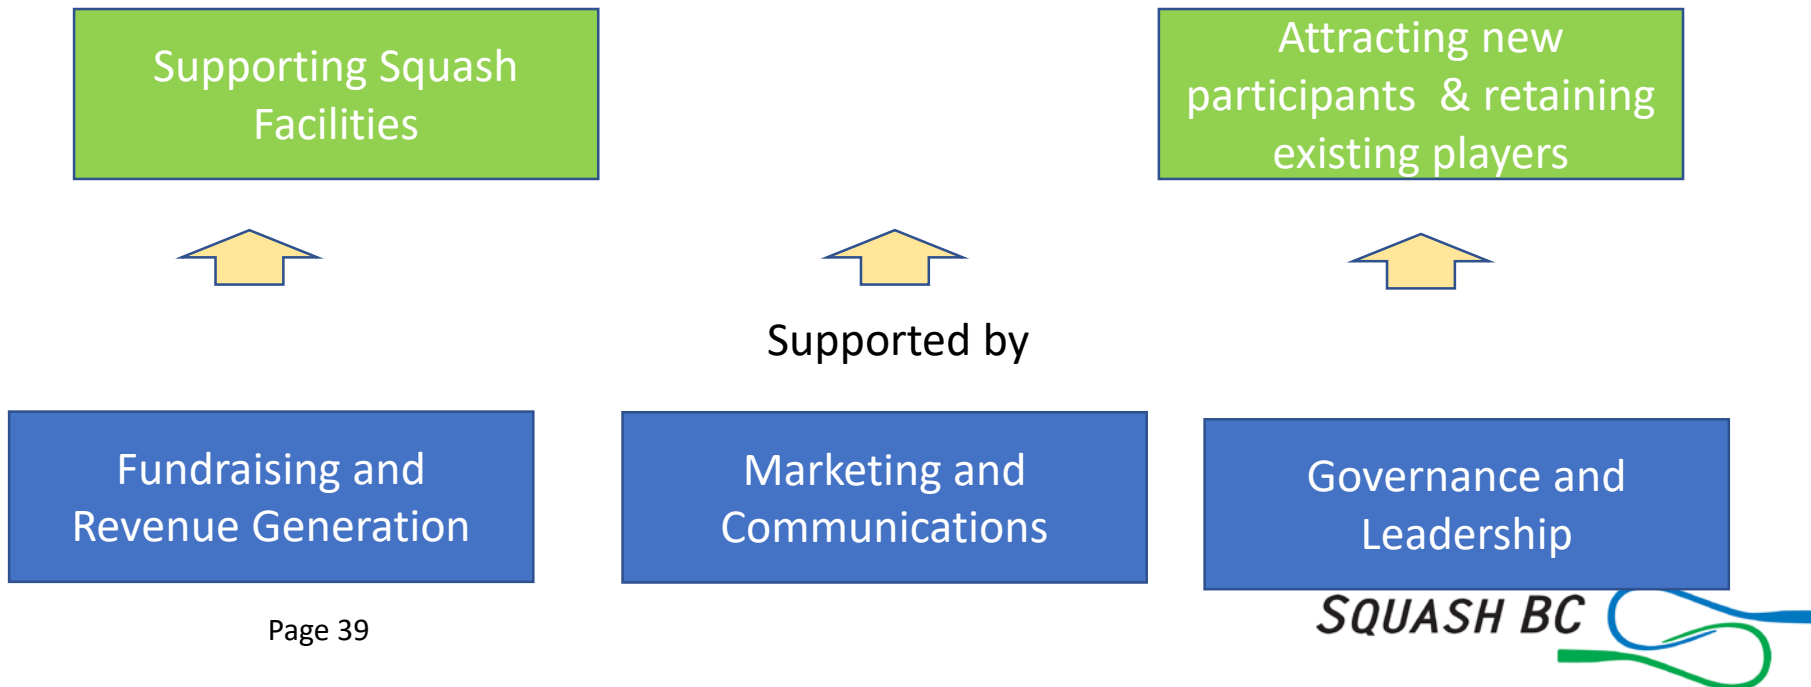 Supporting Squash
Facilities
Attracting new
participants & retaining
existing players
Supported by
Fundraising and
Revenue Generation
Marketing and
Communications
Governance and
Leadership
Page 39
SQUASH BC